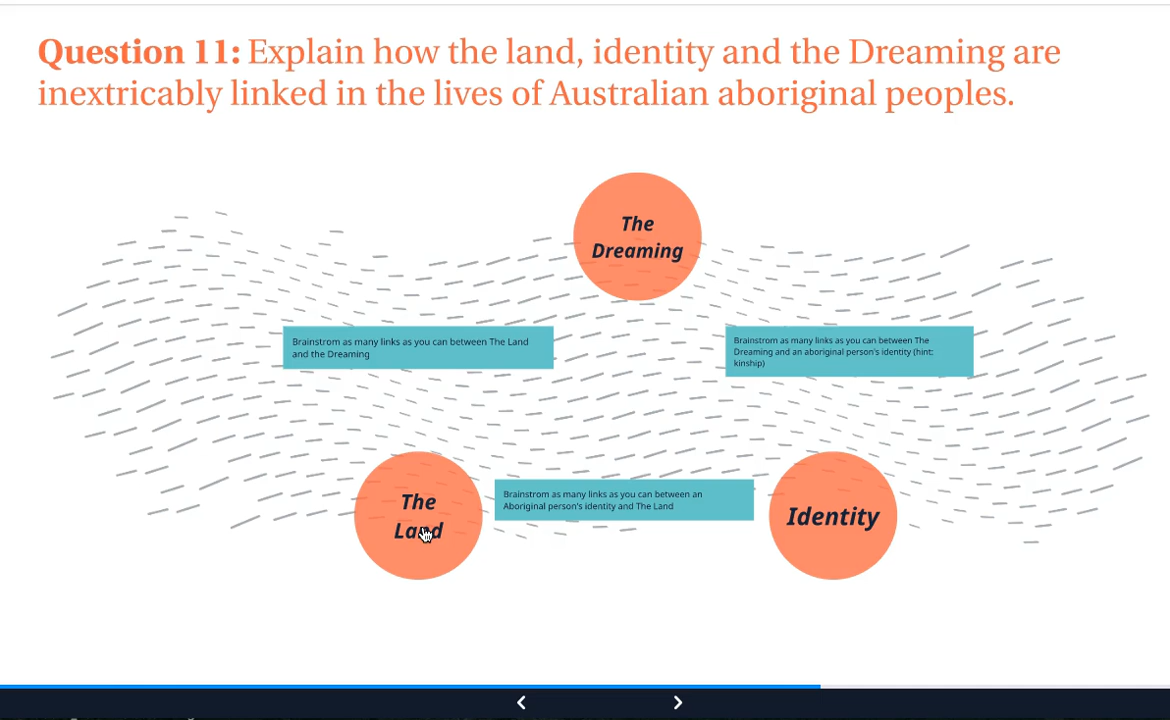 Question 11: Explain how the land, identity and the Dreaming are
inextricably linked in the lives of Australian aboriginal peoples.
The
Dreaming
Brainstrom as many links as you can between The Land
and the Dreaming
Brainstrom as many links as you can between The
Dreaming and an aboriginal person's identity (hint:
kinship)
The
Land
Brainstrom as many links as you can between an
Aboriginal person's identity and The Land
Identity